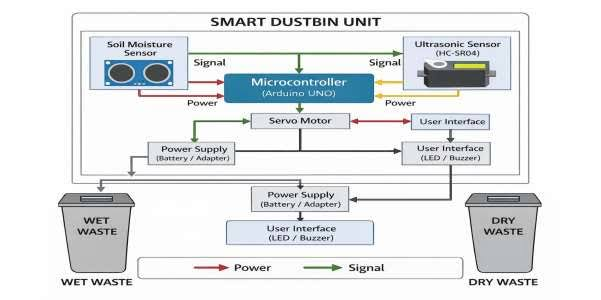 SMART DUSTBIN UNIT
Soil Moisture
Sensor
Signal
Signal
Ultrasonic Sensor
(HC-SR04)
Microcontroller
(Arduino UNO)
Power
Power
Servo Motor
User Interface
Power Supply
(Battery / Adapter)
User Interface
(LED / Buzzer)
Power Supply
(Battery / Adapter)
User Interface
(LED / Buzzer)
WET
WASTE
DRY
WASTE
Power
Signal
WET WASTE
DRY WASTE